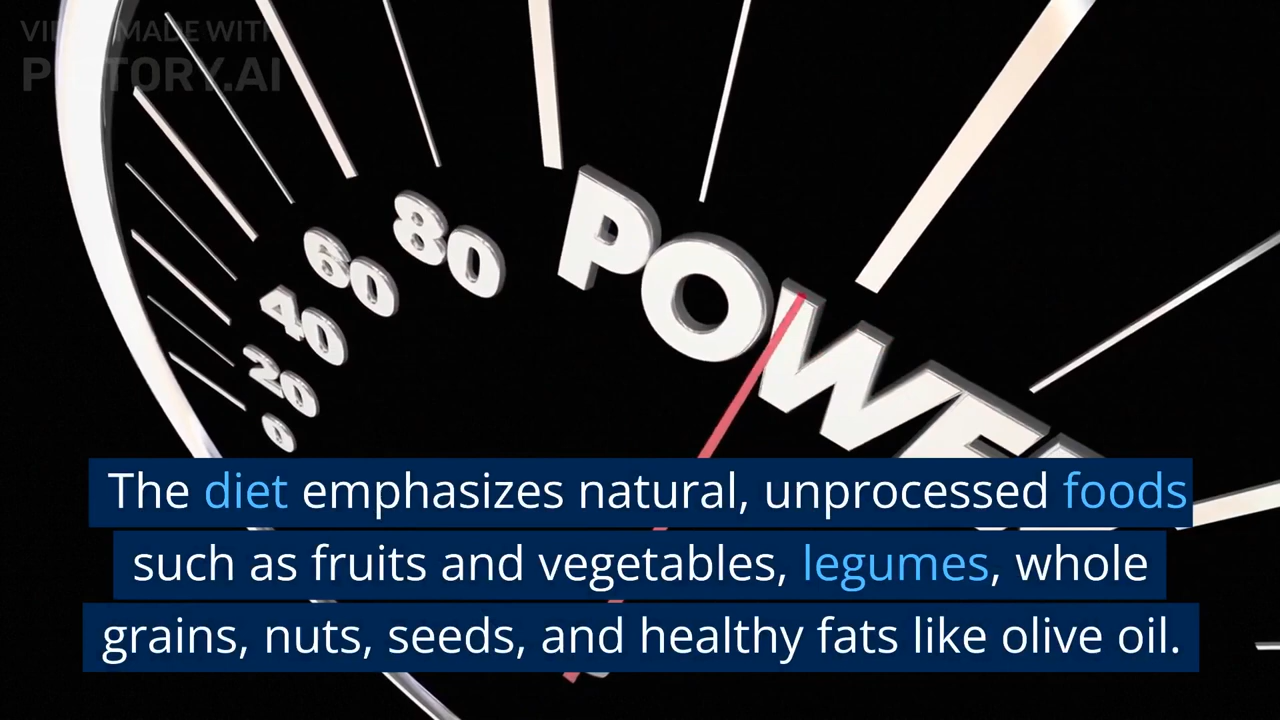 VIDEO MADE WITH
PICTORY.AI
80
60
40
20
0
POWER
The diet emphasizes natural, unprocessed foods
such as fruits and vegetables, legumes, whole
grains, nuts, seeds, and healthy fats like olive oil.